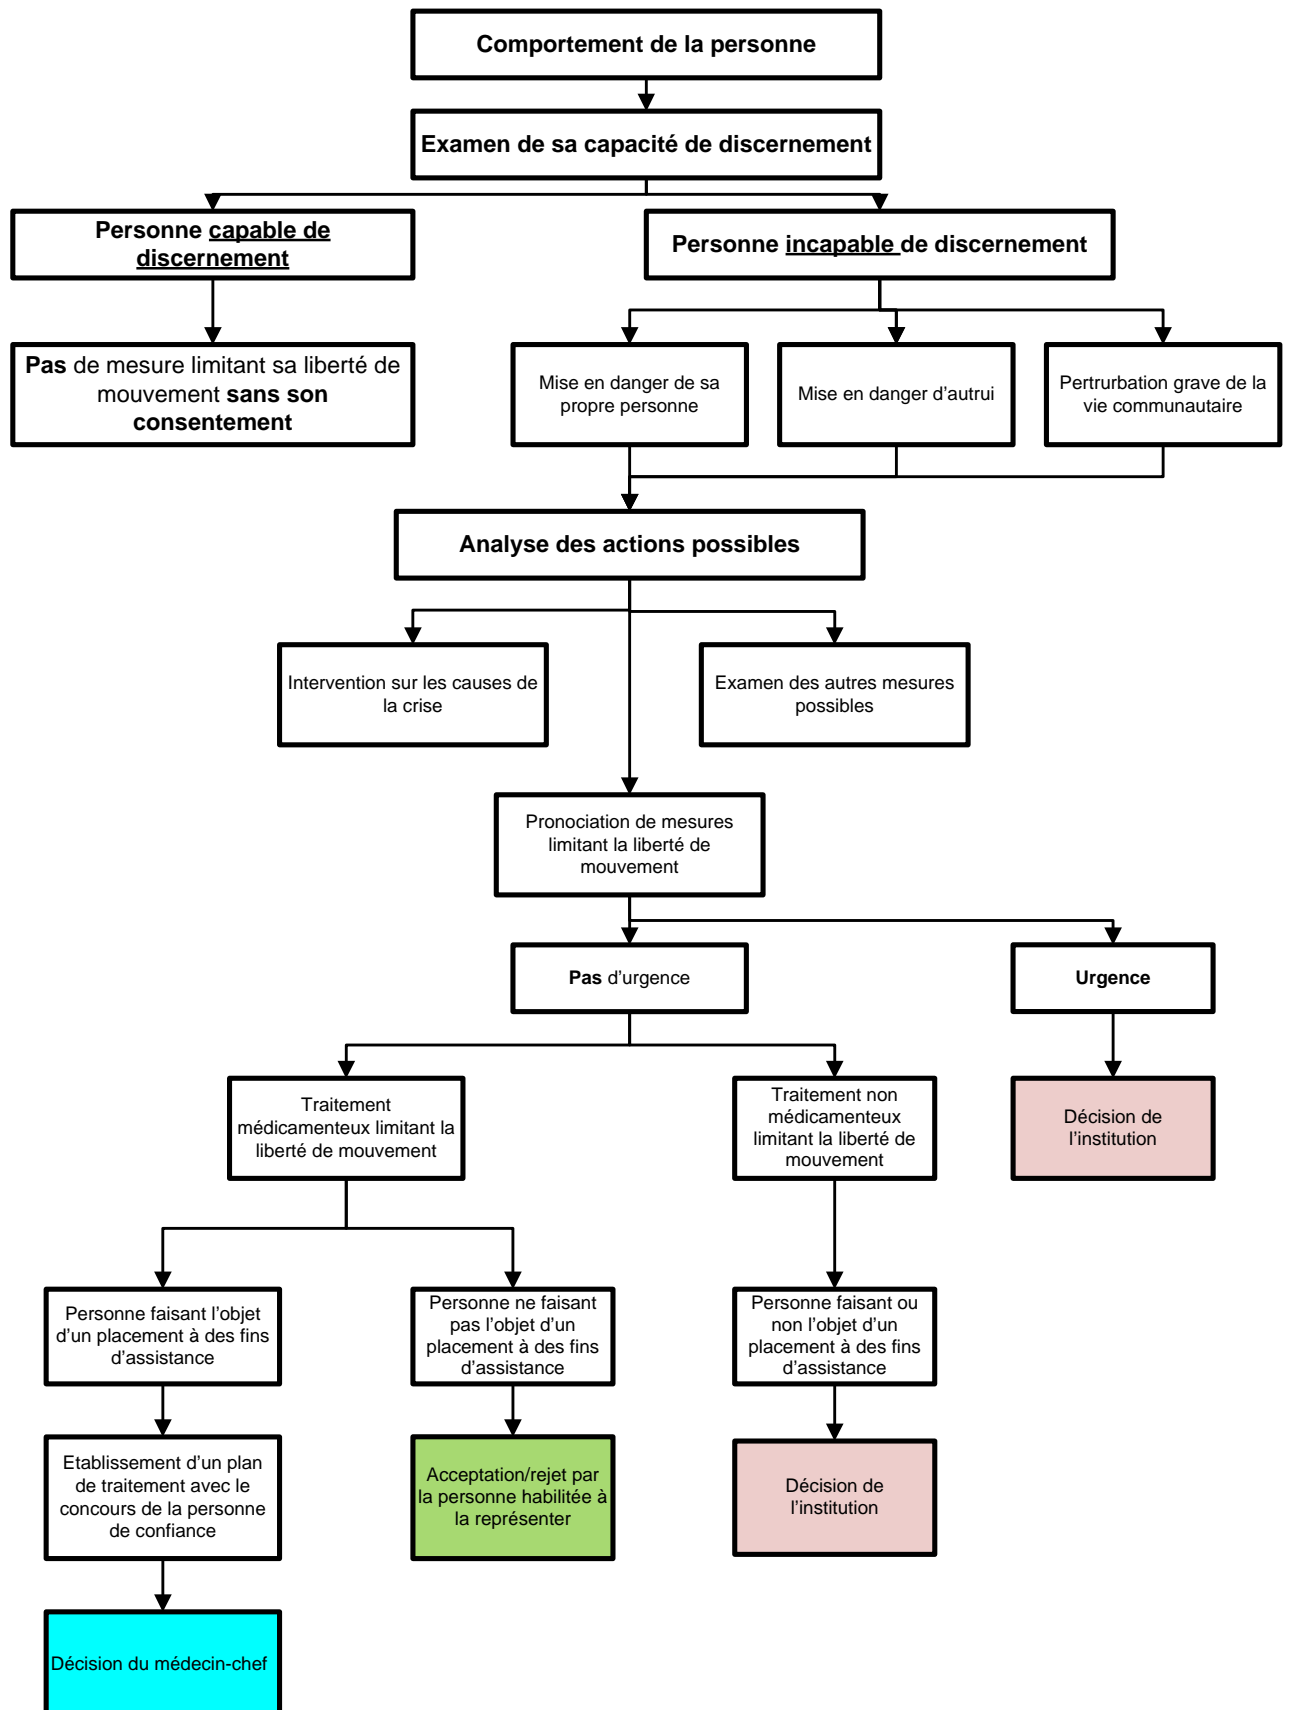 Comportement de la personne
Examen de sa capacité de discernement
Personne capable de
discernement
Personne incapable de discernement
Pas de mesure limitant sa liberté de
mouvement sans son
consentement
Mise en danger de sa
propre personne
Mise en danger d’autrui
Pertrurbation grave de la
vie communautaire
Analyse des actions possibles
Intervention sur les causes de
la crise
Examen des autres mesures
possibles
Pronociation de mesures
limitant la liberté de
mouvement
Pas d’urgence
Urgence
Traitement
médicamenteux limitant la
liberté de mouvement
Traitement non
médicamenteux
limitant la liberté de
mouvement
Décision de
l’institution
Personne faisant l’objet
d’un placement à des fins
d’assistance
Personne ne faisant
pas l’objet d’un
placement à des fins
d’assistance
Personne faisant ou
non l’objet d’un
placement à des fins
d’assistance
Etablissement d’un plan
de traitement avec le
concours de la personne
de confiance
Acceptation/rejet par
la personne habilitée à
la représenter
Décision de
l’institution
Décision du médecin-chef